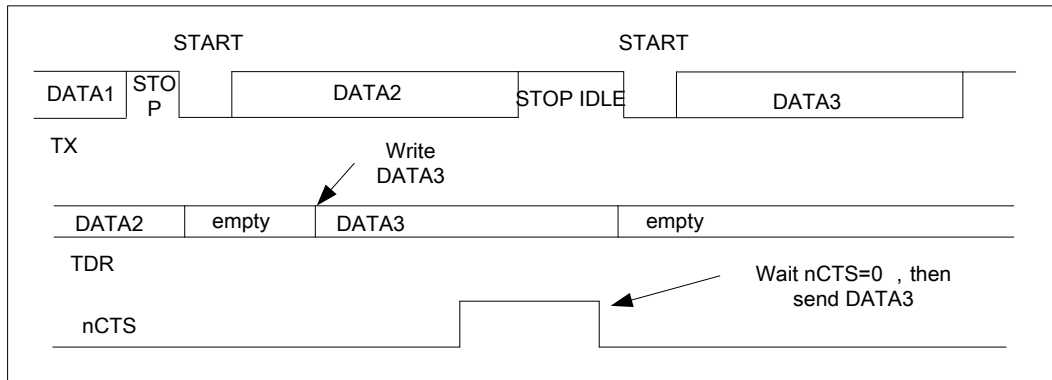 START START
DATA1 STO
P DATA2 STOP IDLE DATA3
TX
Write
DATA3
DATA2 empty DATA3 empty
TDR
Wait nCTS=0 , then
send DATA3
nCTS